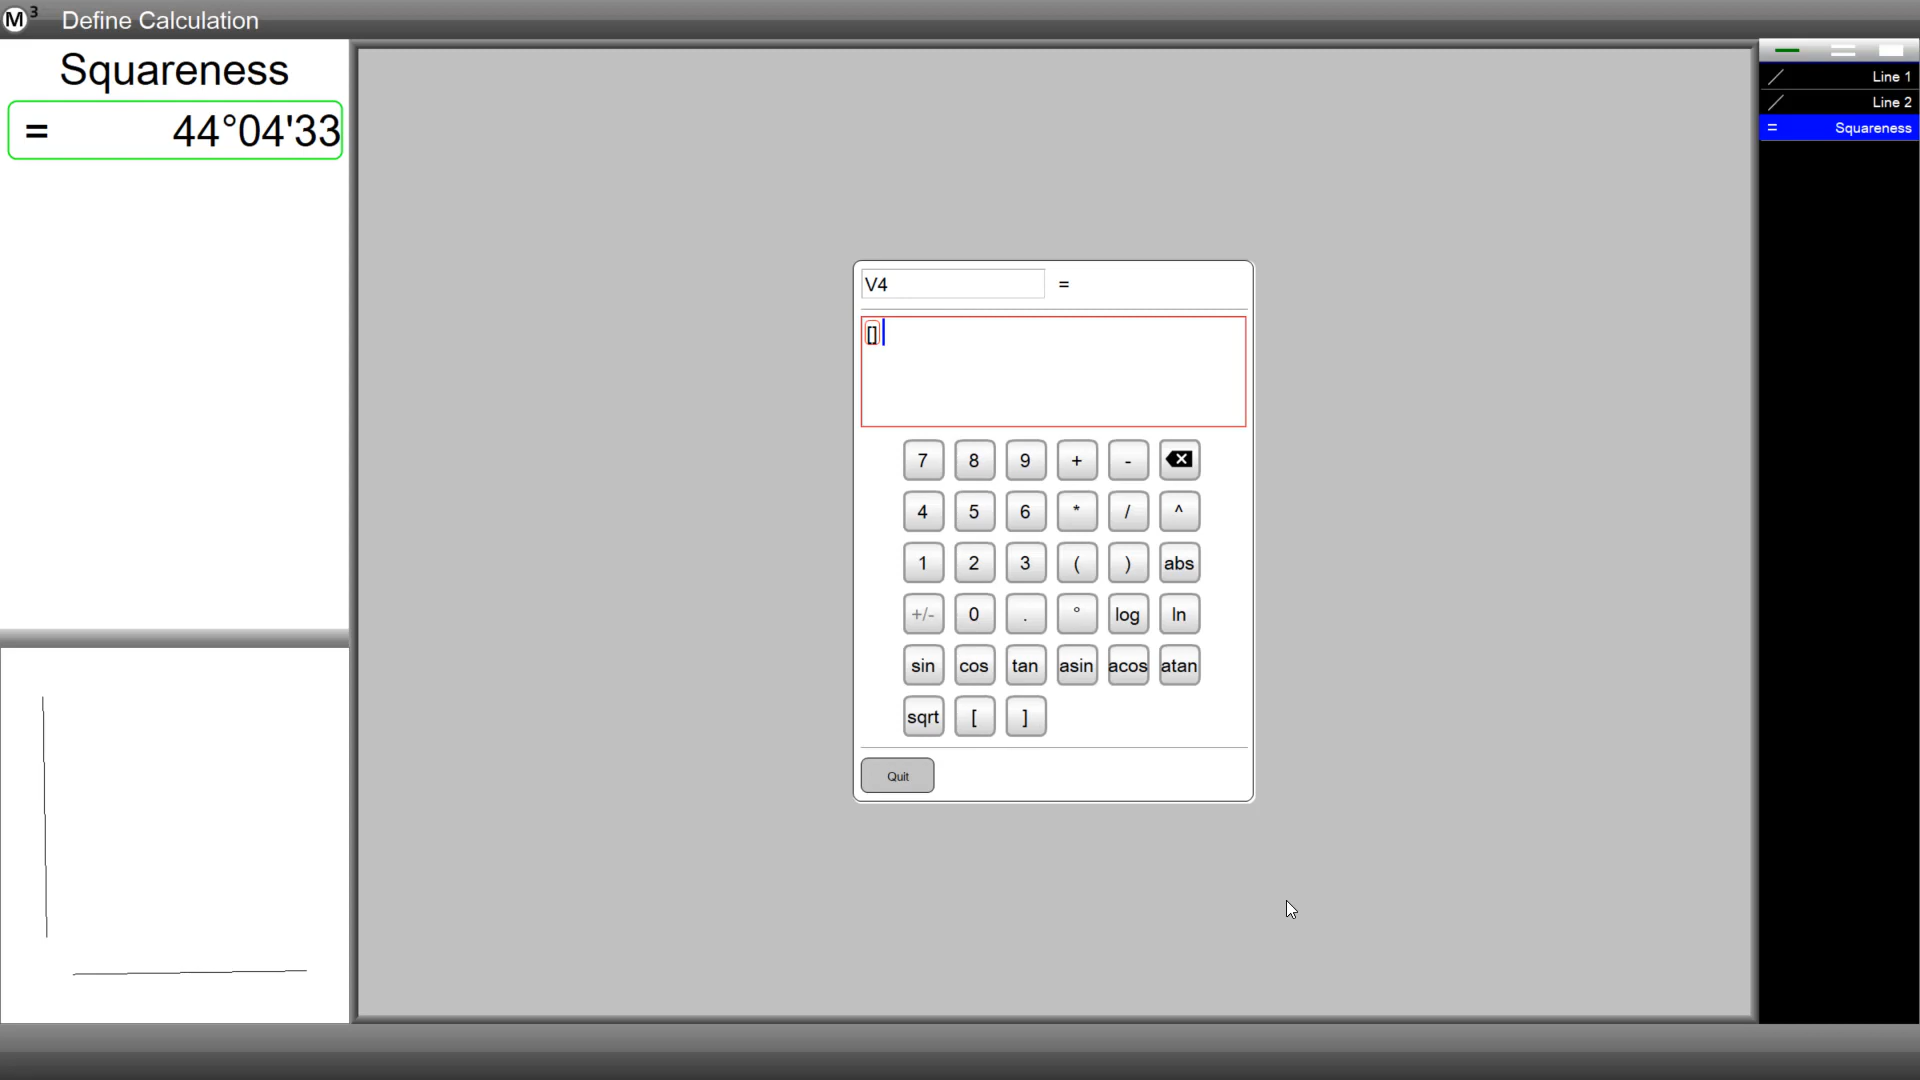 M3 Define Calculation
Squareness
= 44°04'33
Line 1
Line 2
= Squareness
V4 =
[]
7 8 9 + -
4 5 6 * / ^
1 2 3 ( ) abs
+/- 0 . ° log ln
sin cos tan asin acos atan
sqrt [ ]
Quit